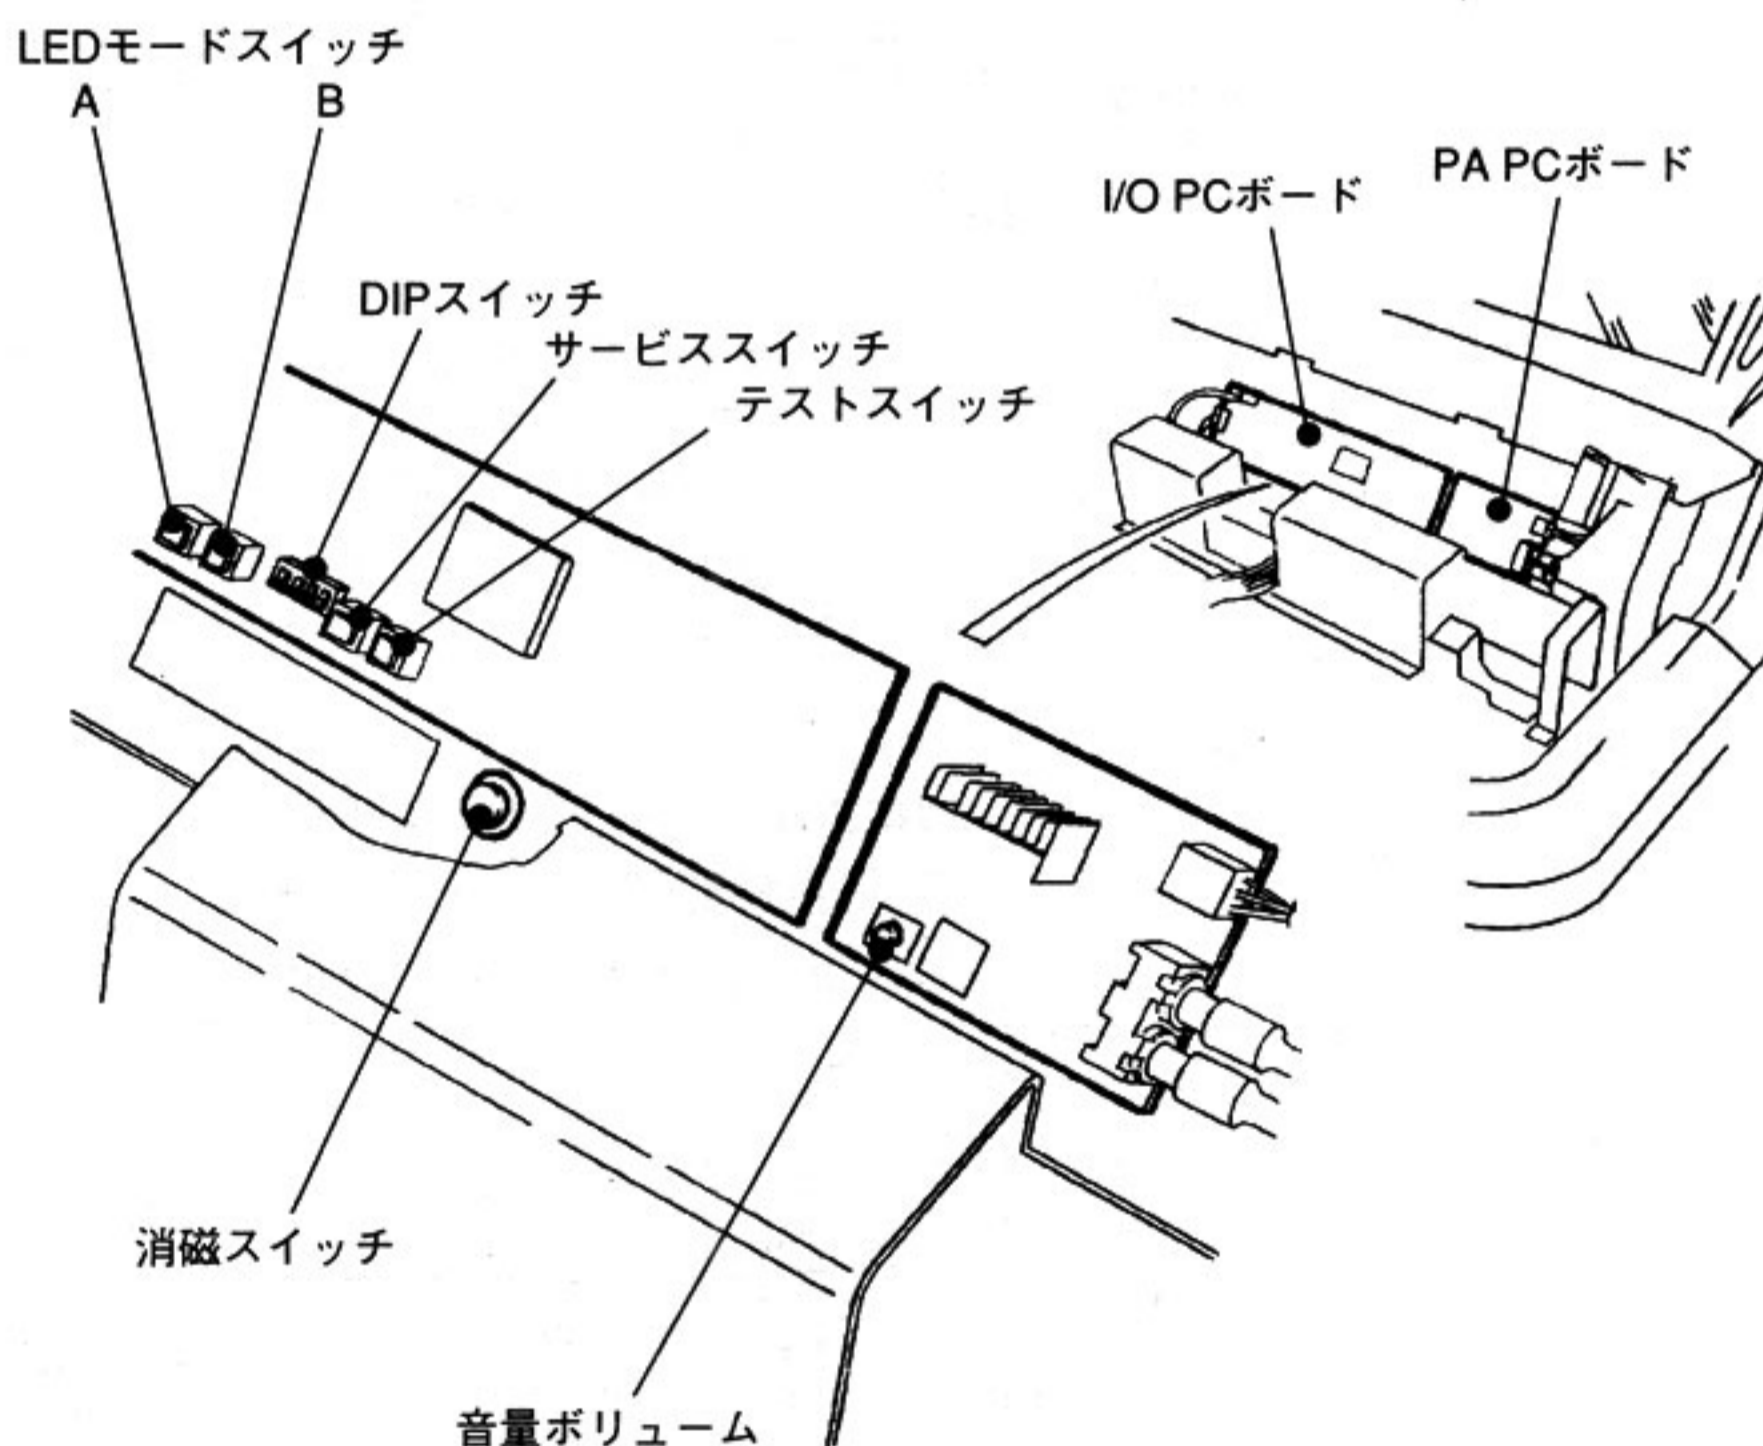 LEDモードスイッチ
A
B
I/O PCボード
PA PCボード
DIPスイッチ
サービススイッチ
テストスイッチ
消磁スイッチ
音量ボリューム